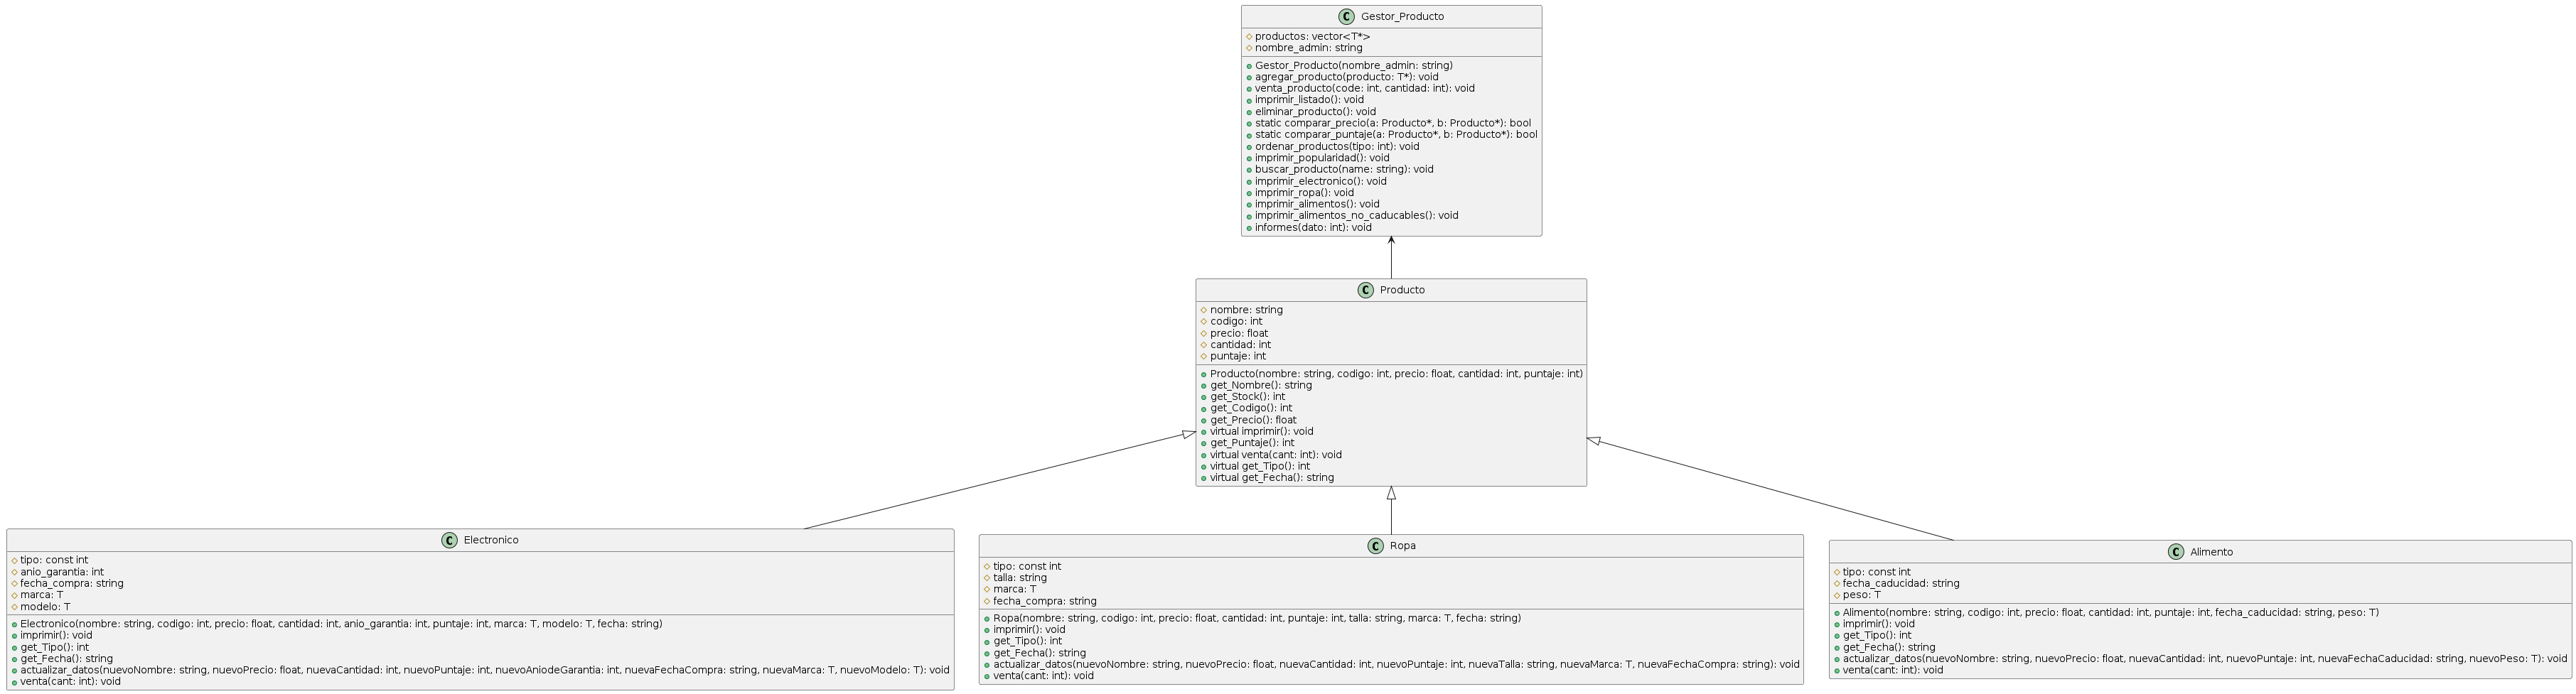 C Gestor_Producto
productos: vector<T*>
nombre_admin: string
Gestor_Producto(nombre_admin: string)
agregar_producto(producto: T*): void
venta_producto(code: int, cantidad: int): void
imprimir_listado(): void
eliminar_producto(): void
static comparar_precio(a: Producto*, b: Producto*): bool
static comparar_puntaje(a: Producto*, b: Producto*): bool
ordenar_productos(tipo: int): void
imprimir_popularidad(): void
buscar_producto(name: string): void
imprimir_electronico(): void
imprimir_ropa(): void
imprimir_alimentos(): void
imprimir_alimentos_no_caducables(): void
informes(dato: int): void
C Producto
nombre: string
codigo: int
precio: float
cantidad: int
puntaje: int
Producto(nombre: string, codigo: int, precio: float, cantidad: int, puntaje: int)
get_Nombre(): string
get_Stock(): int
get_Codigo(): int
get_Precio(): float
virtual imprimir(): void
get_Puntaje(): int
virtual venta(cant: int): void
virtual get_Tipo(): int
virtual get_Fecha(): string
C Electronico
tipo: const int
anio_garantia: int
fecha_compra: string
marca: T
modelo: T
Electronico(nombre: string, codigo: int, precio: float, cantidad: int, anio_garantia: int, puntaje: int, marca: T, modelo: T, fecha: string)
imprimir(): void
get_Tipo(): int
get_Fecha(): string
actualizar_datos(nuevoNombre: string, nuevoPrecio: float, nuevaCantidad: int, nuevoPuntaje: int, nuevoAniodeGarantia: int, nuevaFechaCompra: string, nuevaMarca: T, nuevoModelo: T): void
venta(cant: int): void
C Ropa
tipo: const int
talla: string
marca: T
fecha_compra: string
Ropa(nombre: string, codigo: int, precio: float, cantidad: int, puntaje: int, talla: string, marca: T, fecha: string)
imprimir(): void
get_Tipo(): int
get_Fecha(): string
actualizar_datos(nuevoNombre: string, nuevoPrecio: float, nuevaCantidad: int, nuevoPuntaje: int, nuevaTalla: string, nuevaMarca: T, nuevaFechaCompra: string): void
venta(cant: int): void
C Alimento
tipo: const int
fecha_caducidad: string
peso: T
Alimento(nombre: string, codigo: int, precio: float, cantidad: int, puntaje: int, fecha_caducidad: string, peso: T)
imprimir(): void
get_Tipo(): int
get_Fecha(): string
actualizar_datos(nuevoNombre: string, nuevoPrecio: float, nuevaCantidad: int, nuevoPuntaje: int, nuevaFechaCaducidad: string, nuevoPeso: T): void
venta(cant: int): void